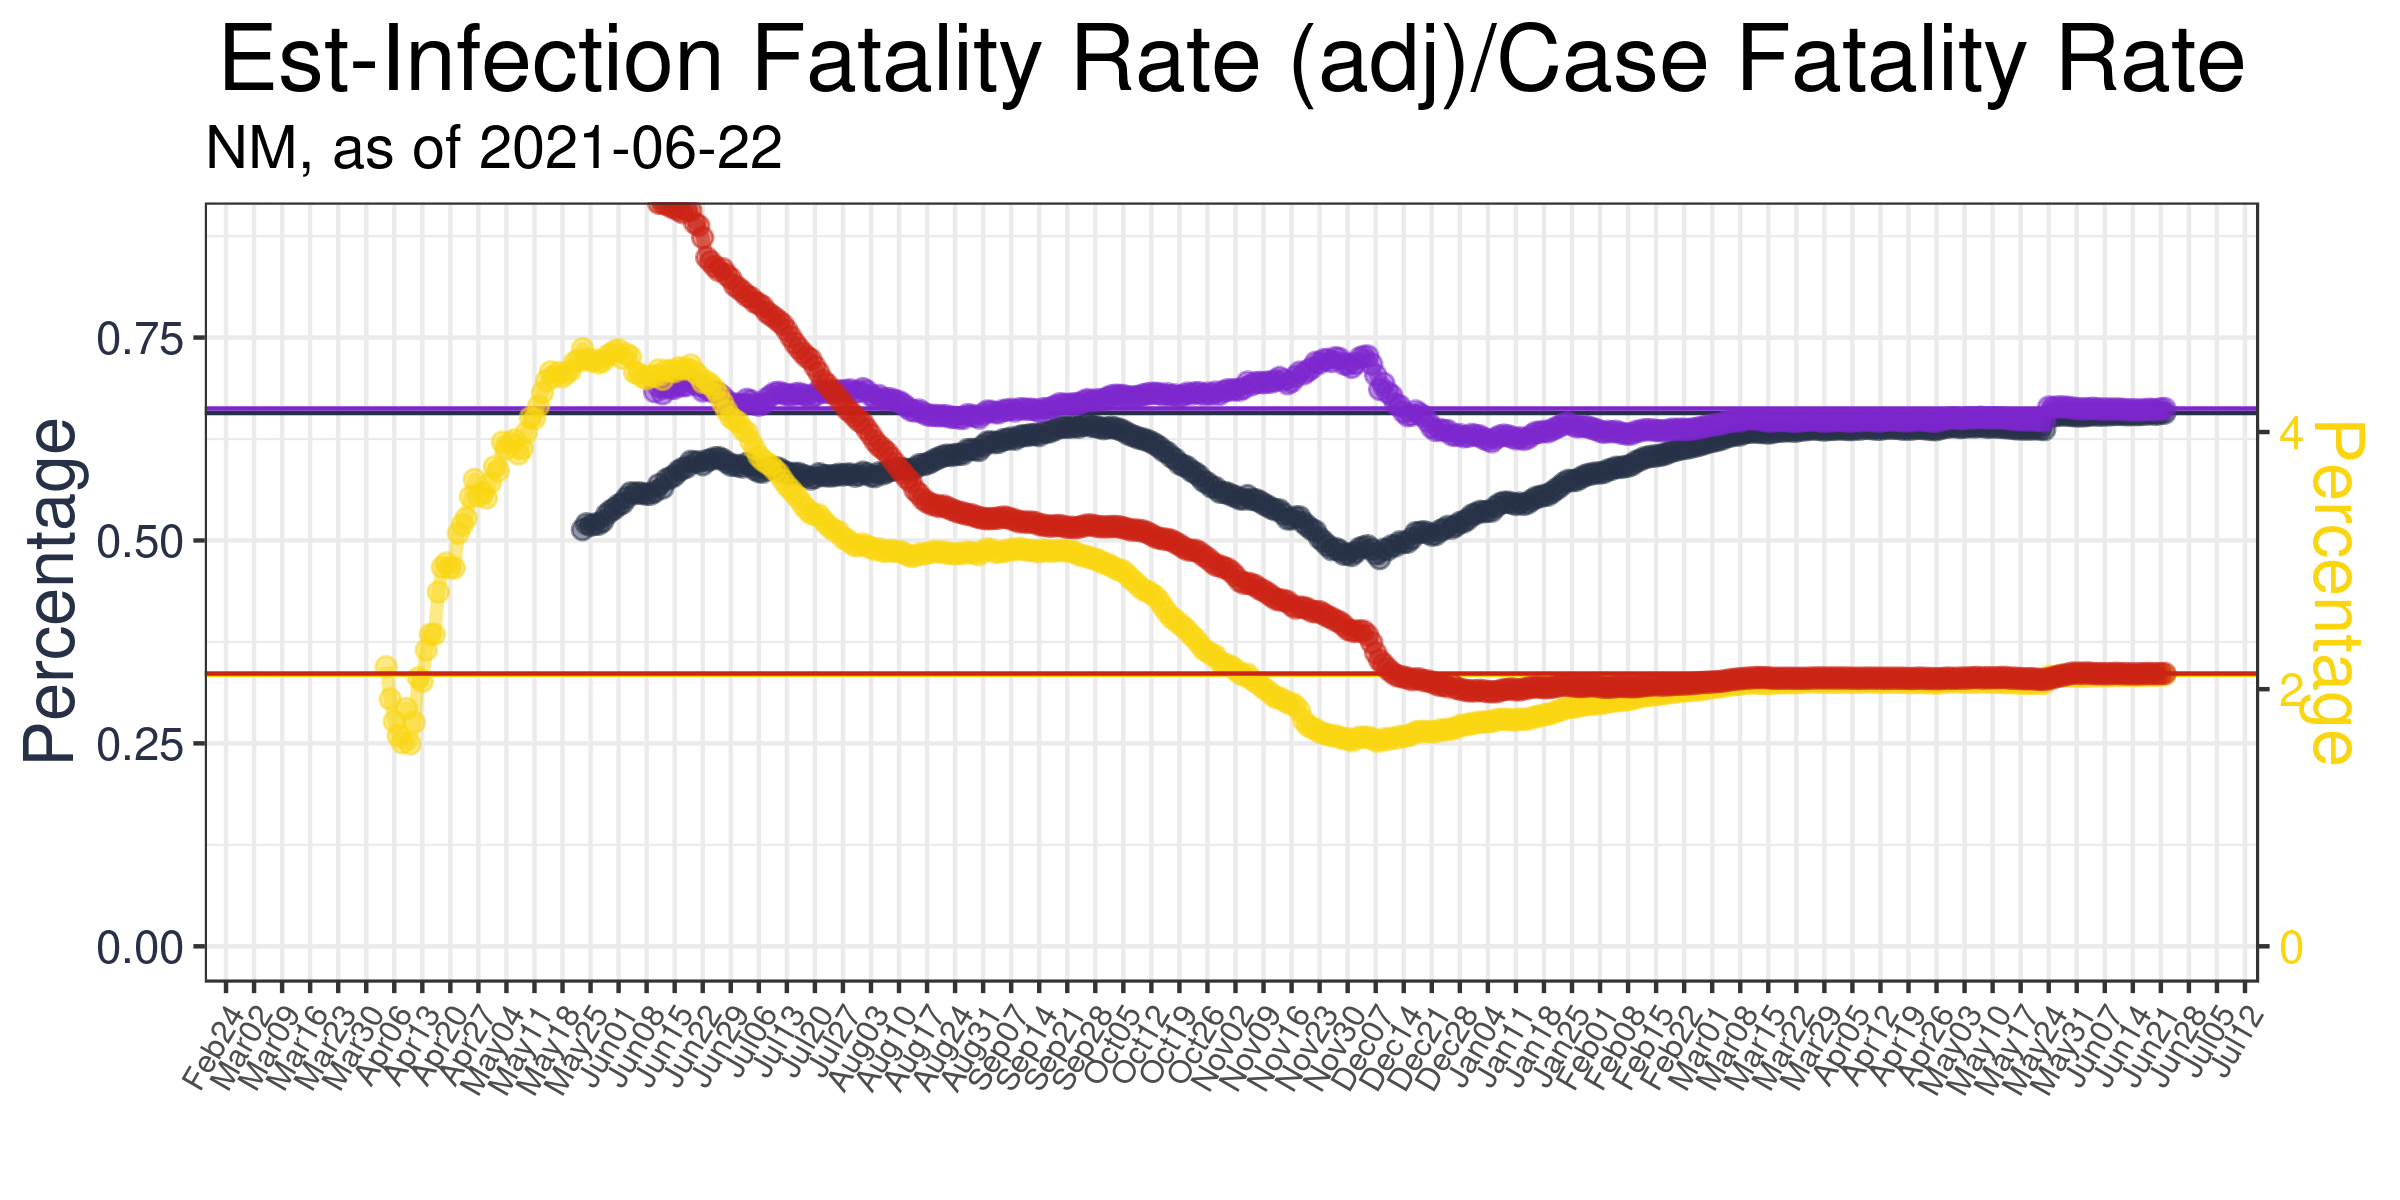 Est-Infection Fatality Rate (adj)/Case Fatality Rate
NM, as of 2021-06-22
Percentage
0.75
0.50
0.25
0.00
4
2
0
Percentage
Feb24
Mar02
Mar09
Mar16
Mar23
Mar30
Apr06
Apr13
Apr20
Apr27
May04
May11
May18
May25
Jun01
Jun08
Jun15
Jun22
Jun29
Jul06
Jul13
Jul20
Jul27
Aug03
Aug10
Aug17
Aug24
Aug31
Sep07
Sep14
Sep21
Sep28
Oct05
Oct12
Oct19
Oct26
Nov02
Nov09
Nov16
Nov23
Nov30
Dec07
Dec14
Dec21
Dec28
Jan04
Jan11
Jan18
Jan25
Feb01
Feb08
Feb15
Feb22
Mar01
Mar08
Mar15
Mar22
Mar29
Apr05
Apr12
Apr19
Apr26
May03
May10
May17
May24
May31
Jun07
Jun14
Jun21
Jun28
Jul05
Jul12